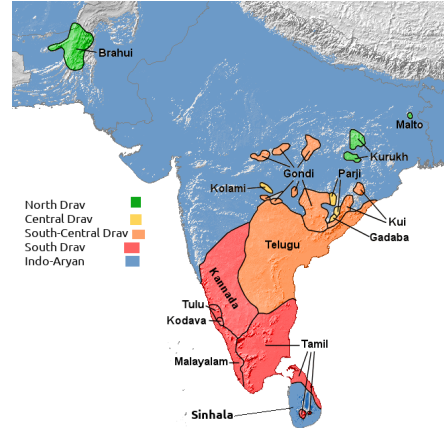 Brahui
Malto
Kurukh
Gondi
Parji
Kolami
Kui
Gadaba
North Drav
Central Drav
South-Central Drav
South Drav
Indo-Aryan
Telugu
Kannada
Tulu
Kodava
Malayalam
Tamil
Sinhala